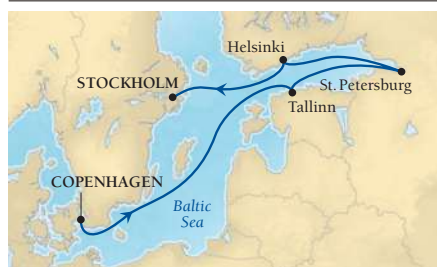 Helsinki
STOCKHOLM
St. Petersburg
Tallinn
COPENHAGEN
Baltic
Sea